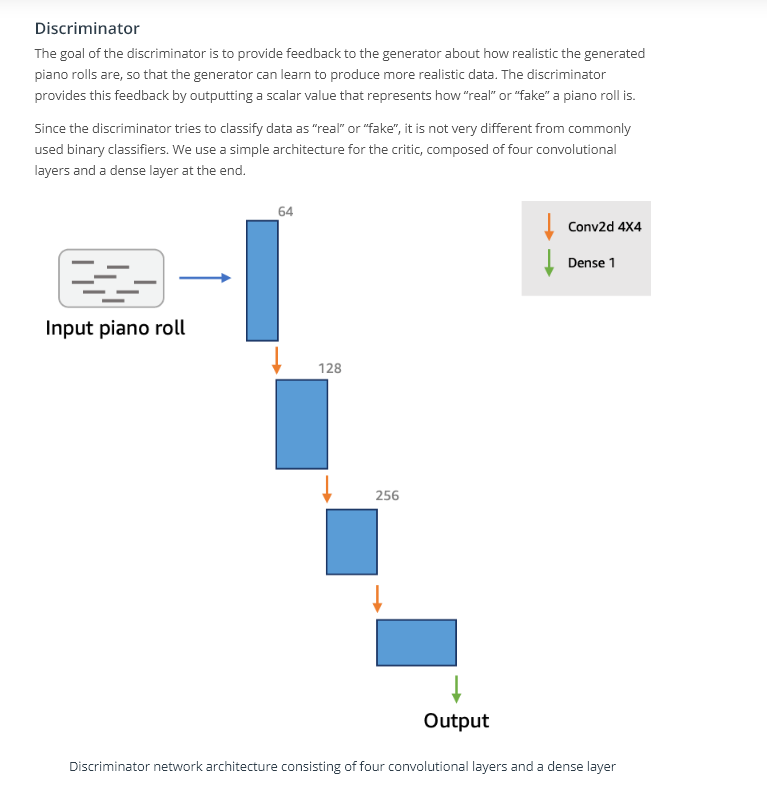 Discriminator
The goal of the discriminator is to provide feedback to the generator about how realistic the generated
piano rolls are, so that the generator can learn to produce more realistic data. The discriminator
provides this feedback by outputting a scalar value that represents how “real” or “fake” a piano roll is.
Since the discriminator tries to classify data as “real” or “fake”, it is not very different from commonly
used binary classifiers. We use a simple architecture for the critic, composed of four convolutional
layers and a dense layer at the end.
64
Conv2d 4X4
Dense 1
Input piano roll
128
256
Output
Discriminator network architecture consisting of four convolutional layers and a dense layer